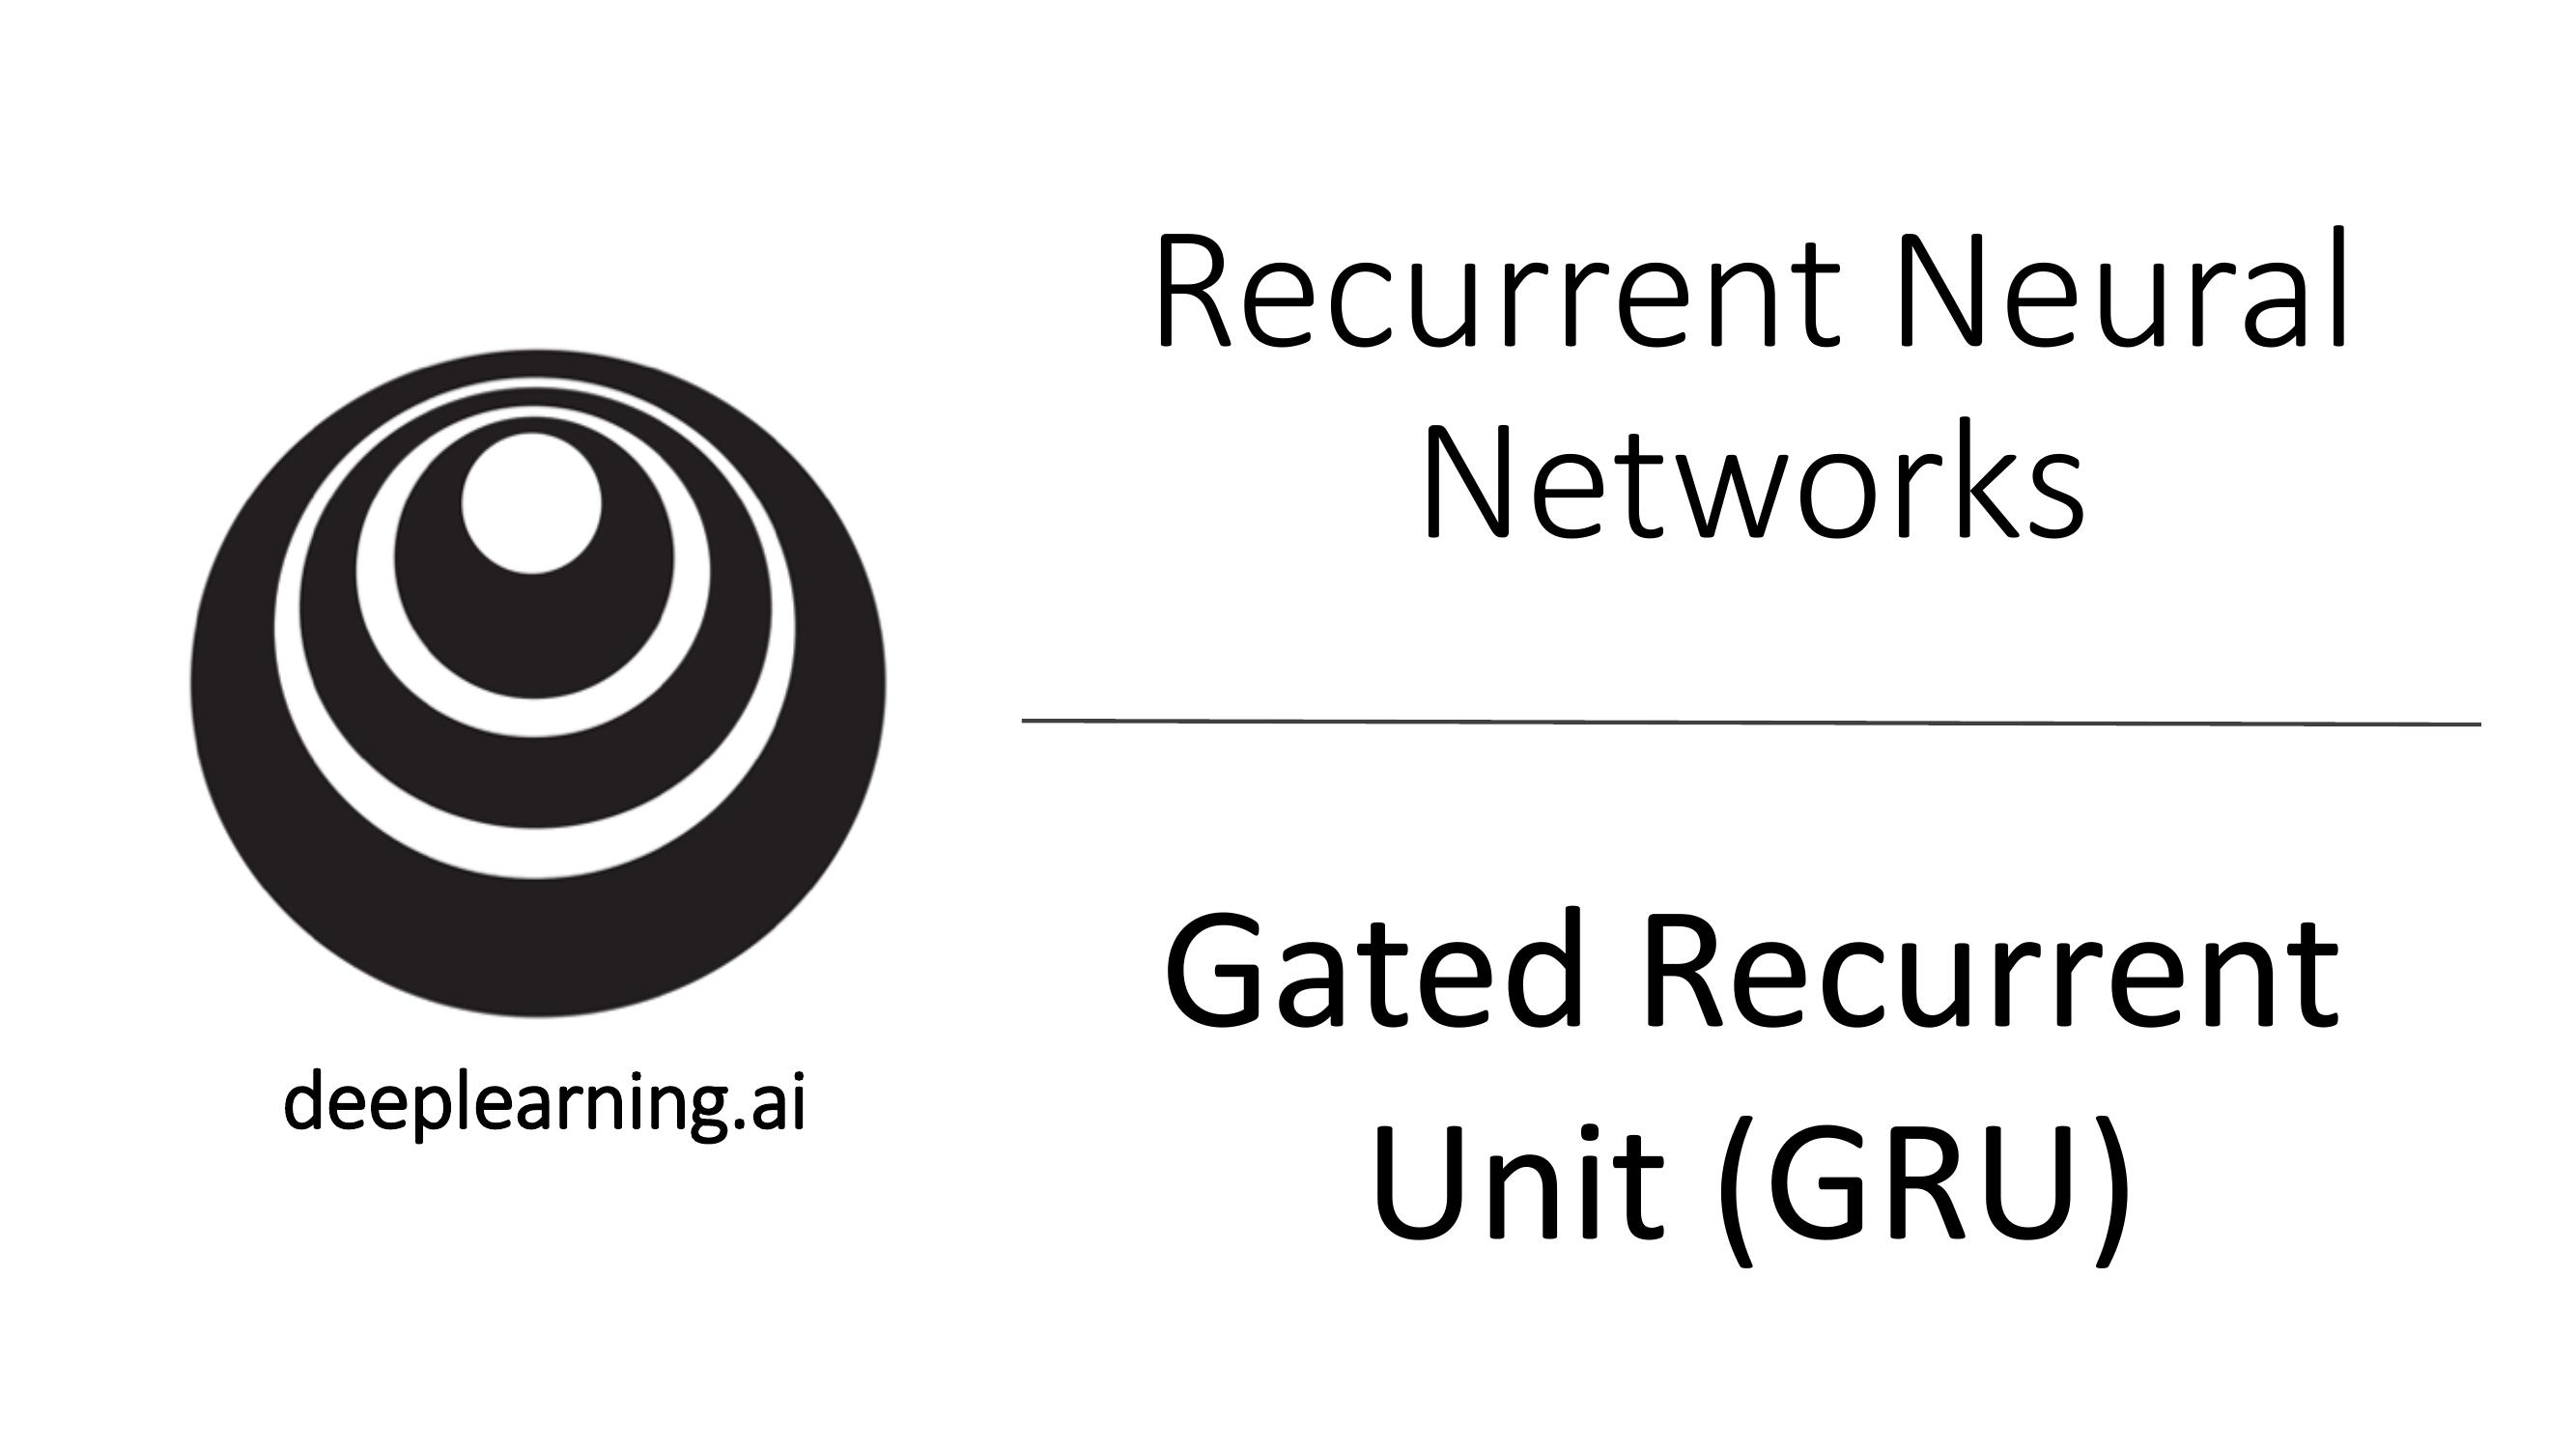 Recurrent Neural
Networks
Gated Recurrent
Unit (GRU)
deeplearning.ai